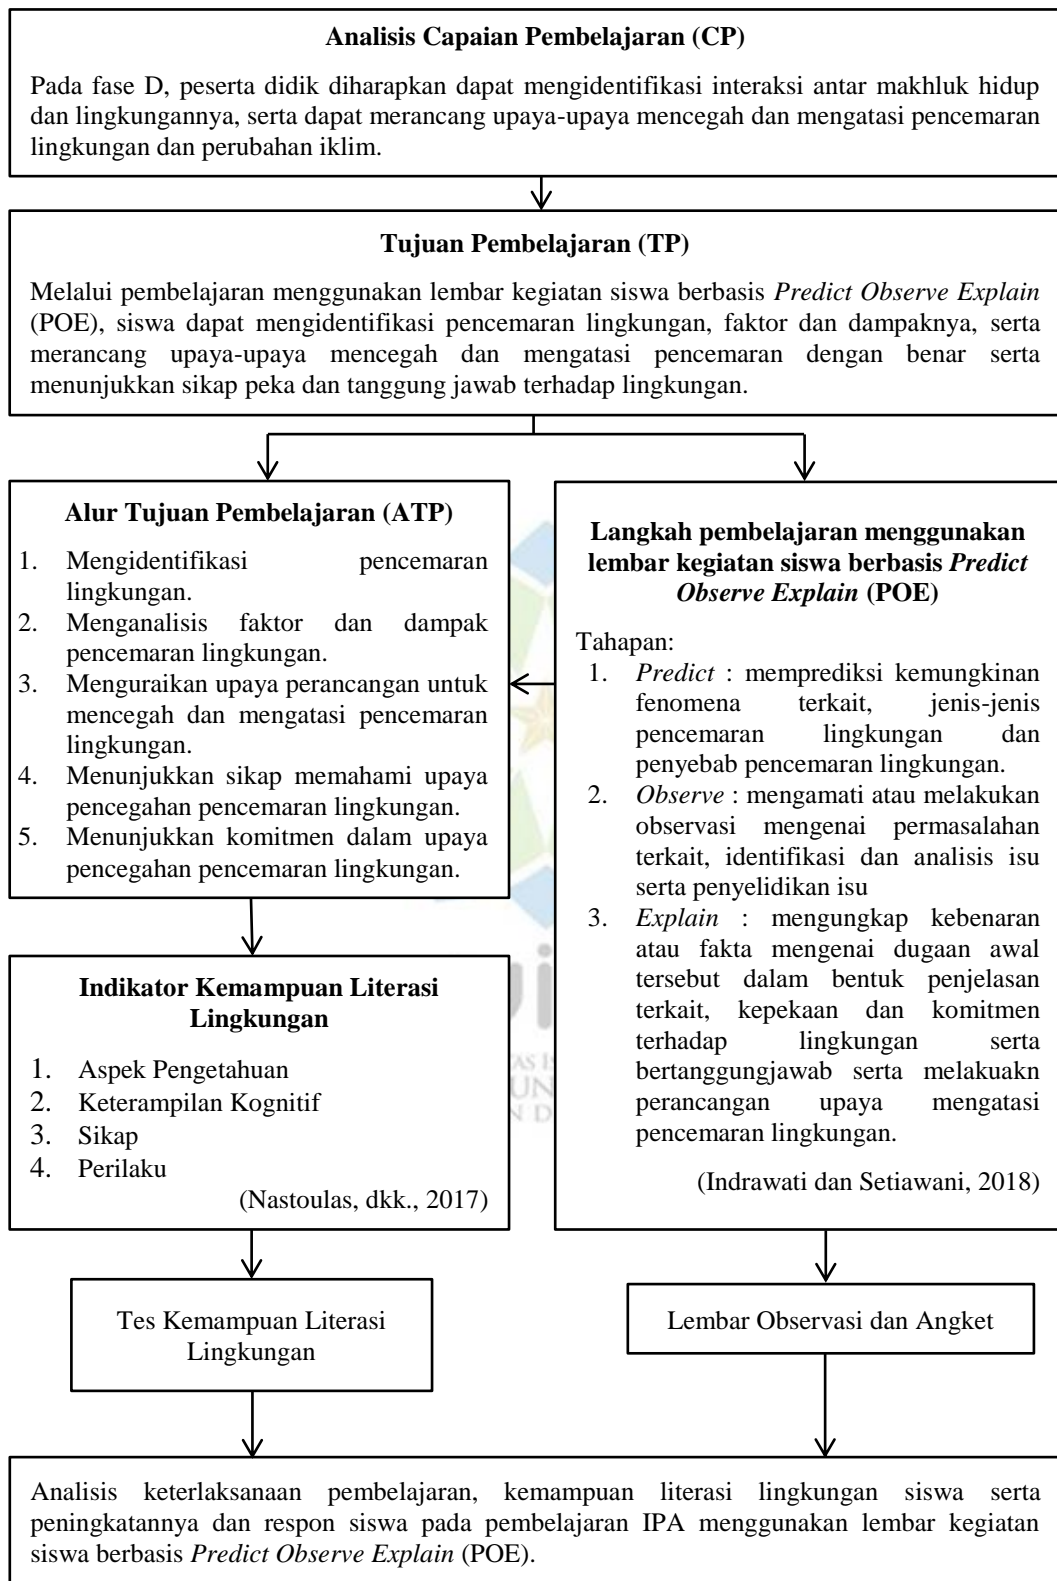 Analisis Capaian Pembelajaran (CP)
Pada fase D, peserta didik diharapkan dapat mengidentifikasi interaksi antar makhluk hidup
dan lingkungannya, serta dapat merancang upaya-upaya mencegah dan mengatasi pencemaran
lingkungan dan perubahan iklim.
Tujuan Pembelajaran (TP)
Melalui pembelajaran menggunakan lembar kegiatan siswa berbasis Predict Observe Explain
(POE), siswa dapat mengidentifikasi pencemaran lingkungan, faktor dan dampaknya, serta
merancang upaya-upaya mencegah dan mengatasi pencemaran dengan benar serta
menunjukkan sikap peka dan tanggung jawab terhadap lingkungan.
Alur Tujuan Pembelajaran (ATP)
1. Mengidentifikasi pencemaran
lingkungan.
2. Menganalisis faktor dan dampak
pencemaran lingkungan.
3. Menguraikan upaya perancangan untuk
mencegah dan mengatasi pencemaran
lingkungan.
4. Menunjukkan sikap memahami upaya
pencegahan pencemaran lingkungan.
5. Menunjukkan komitmen dalam upaya
pencegahan pencemaran lingkungan.
Langkah pembelajaran menggunakan
lembar kegiatan siswa berbasis Predict
Observe Explain (POE)
Tahapan:
1. Predict : memprediksi kemungkinan
fenomena terkait, jenis-jenis
pencemaran lingkungan dan
penyebab pencemaran lingkungan.
2. Observe : mengamati atau melakukan
observasi mengenai permasalahan
terkait, identifikasi dan analisis isu
serta penyelidikan isu
3. Explain : mengungkap kebenaran
atau fakta mengenai dugaan awal
tersebut dalam bentuk penjelasan
terkait, kepekaan dan komitmen
terhadap lingkungan serta
bertanggungjawab serta melakuakn
perancangan upaya mengatasi
pencemaran lingkungan.
(Indrawati dan Setiawani, 2018)
Indikator Kemampuan Literasi
Lingkungan
1. Aspek Pengetahuan
2. Keterampilan Kognitif
3. Sikap
4. Perilaku
(Nastoulas, dkk., 2017)
Tes Kemampuan Literasi
Lingkungan
Lembar Observasi dan Angket
Analisis keterlaksanaan pembelajaran, kemampuan literasi lingkungan siswa serta
peningkatannya dan respon siswa pada pembelajaran IPA menggunakan lembar kegiatan
siswa berbasis Predict Observe Explain (POE).